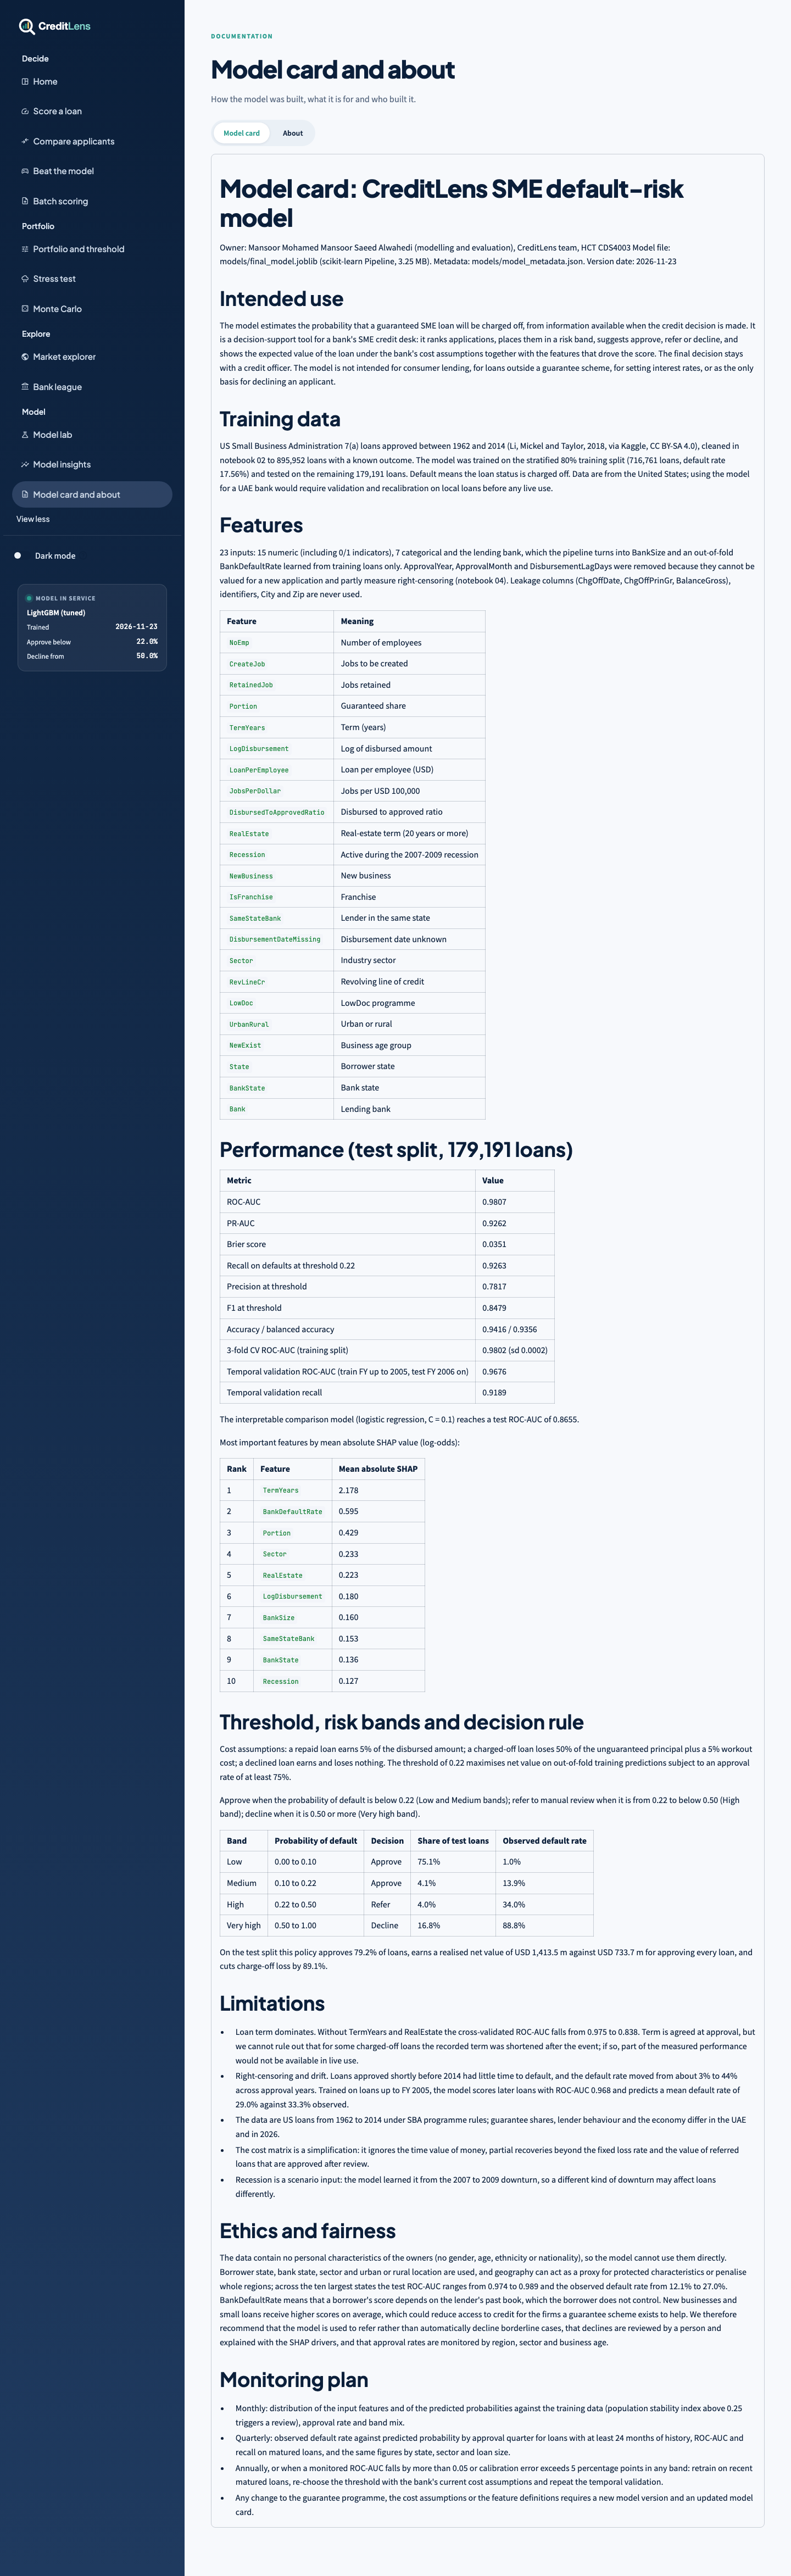 CreditLens
Decide
Home
Score a loan
Compare applicants
Beat the model
Batch scoring
Portfolio
Portfolio and threshold
Stress test
Monte Carlo
Explore
Market explorer
Bank league
Model
Model lab
Model insights
Model card and about
View less
Dark mode
MODEL IN SERVICE
LightGBM (tuned)
Trained 2026-11-23
Approve below 22.0%
Decline from 50.0%
DOCUMENTATION
Model card and about
How the model was built, what it is for and who built it.
Model card About
Model card: CreditLens SME default-risk
model
Owner: Mansoor Mohamed Mansoor Saeed Alwahedi (modelling and evaluation), CreditLens team, HCT CDS4003 Model file:
models/final_model.joblib (scikit-learn Pipeline, 3.25 MB). Metadata: models/model_metadata.json. Version date: 2026-11-23
Intended use
The model estimates the probability that a guaranteed SME loan will be charged off, from information available when the credit decision is made. It
is a decision-support tool for a bank's SME credit desk: it ranks applicants, places them in a risk band, suggests approve, refer or decline, and
shows the expected value of the loan under the bank's cost assumptions together with the features that drove the score. The final decision stays
with a credit officer. The model is not intended for consumer lending, for loans outside a guarantee scheme, for setting interest rates, or as the only
basis for declining an applicant.
Training data
US Small Business Administration 7(a) loans approved between 1962 and 2014 (Li, Mickel and Taylor, 2018, via Kaggle, CC BY-SA 4.0), cleaned in
notebook 02 to 895,952 loans with a known outcome. The model was trained on the stratified 80% training split (716,761 loans, default rate
17.56%) and tested on the remaining 179,191 loans. Default means the loan status is charged off. Data are from the United States; using the model
for a UAE bank would require validation and recalibration on local loans before any live use.
Features
23 inputs: 15 numeric (including 0/1 indicators), 7 categorical and the lending bank, which the pipeline turns into BankSize and an out-of-fold
BankDefaultRate learned from training loans only. ApprovalYear, ApprovalMonth and DisbursementLagDays were removed because they cannot be
valued for a new application and partly measure right-censoring (notebook 04). Leakage columns (ChgOffDate, ChgOffPrinGr, BalanceGross),
identifiers, City and Zip are never used.
Feature Meaning
NoEmp Number of employees
CreateJob Jobs to be created
RetainedJob Jobs retained
Portion Guaranteed share
TermYears Term (years)
LogDisbursement Log of disbursed amount
LoanPerEmployee Loan per employee (USD)
JobsPerDollar Jobs per USD 100,000
DisbursedToApprovedRatio Disbursed to approved ratio
RealEstate Real-estate term (20 years or more)
Recession Active during the 2007-2009 recession
NewBusiness New business
IsFranchise Franchise
SameStateBank Lender in the same state
DisbursementDateMissing Disbursement date unknown
Sector Industry sector
RevLineCr Revolving line of credit
LowDoc LowDoc programme
UrbanRural Urban or rural
NewExist Business age group
State Borrower state
BankState Bank state
Bank Lending bank
Performance (test split, 179,191 loans)
Metric Value
ROC-AUC 0.9807
PR-AUC 0.9262
Brier score 0.0351
Recall on defaults at threshold 0.22 0.9263
Precision at threshold 0.7817
F1 at threshold 0.8479
Accuracy / balanced accuracy 0.9416 / 0.9356
3-fold CV ROC-AUC (training split) 0.9802 (sd 0.0002)
Temporal validation ROC-AUC (train FY up to 2005, test FY 2006 on) 0.9676
Temporal validation recall 0.9189
The interpretable comparison model (logistic regression, C = 0.1) reaches a test ROC-AUC of 0.8655.
Most important features by mean absolute SHAP value (log-odds):
Rank Feature Mean absolute SHAP
1 TermYears 2.178
2 BankDefaultRate 0.595
3 Portion 0.429
4 Sector 0.233
5 RealEstate 0.223
6 LogDisbursement 0.180
7 BankSize 0.160
8 SameStateBank 0.153
9 BankState 0.136
10 Recession 0.127
Threshold, risk bands and decision rule
Cost assumptions: a repaid loan earns 5% of the disbursed amount; a charged-off loan loses 50% of the unguaranteed principal plus a 5% workout
cost; a declined loan earns and loses nothing. The threshold of 0.22 maximises net value on out-of-fold training predictions subject to an approval
rate of at least 75%.
Approve when the probability of default is below 0.22 (Low and Medium bands); refer to manual review when it is from 0.22 to below 0.50 (High
band); decline when it is 0.50 or more (Very high band).
Band Probability of default Decision Share of test loans Observed default rate
Low 0.00 to 0.10 Approve 75.1% 1.0%
Medium 0.10 to 0.22 Approve 4.1% 13.9%
High 0.22 to 0.50 Refer 4.0% 34.0%
Very high 0.50 to 1.00 Decline 16.8% 88.8%
On the test split this policy approves 79.2% of loans, earns a realised net value of USD 1,413.5 m against USD 733.7 m for approving every loan, and
cuts charge-off loss by 89.1%.
Limitations
• Loan term dominates. Without TermYears and RealEstate the cross-validated ROC-AUC falls from 0.975 to 0.838. Term is agreed at approval, but
we cannot rule out that for some charged-off loans the recorded term was shortened after the event; if so, part of the measured performance
would not be available in live use.
• Right-censoring and drift. Loans approved shortly before 2014 had little time to default, and the default rate moved from about 3% to 44%
across approval years. Trained on loans up to FY 2005, the model scores later loans with ROC-AUC 0.968 and predicts a mean default rate of
29.0% against 33.3% observed.
• The data are US loans from 1962 to 2014 under SBA programme rules; guarantee shares, lender behaviour and the economy differ in the UAE
and in 2026.
• The cost matrix is a simplification: it ignores the time value of money, partial recoveries beyond the fixed loss rate and the value of referred
loans that are approved after review.
• Recession is a scenario input: the model learned it from the 2007 to 2009 downturn, so a different kind of downturn may affect loans
differently.
Ethics and fairness
The data contain no personal characteristics of the owners (no gender, age, ethnicity or nationality), so the model cannot use them directly.
Borrower state, bank state, sector and urban or rural location are used, and geography can act as a proxy for protected characteristics or penalise
whole regions; across the ten largest states the test ROC-AUC ranges from 0.974 to 0.989 and the observed default rate from 12.1% to 27.0%.
BankDefaultRate means that a borrower's score depends on the lender's past book, which the borrower does not control. New businesses and
small loans receive higher scores on average, which could reduce access to credit for the firms a guarantee scheme exists to help. We therefore
recommend that the model is used to refer rather than automatically decline borderline cases, that declines are reviewed by a person and
explained with the SHAP drivers, and that approval rates are monitored by region, sector and business age.
Monitoring plan
• Monthly: distribution of the input features and of the predicted probabilities against the training data (population stability index above 0.25
triggers a review), approval rate and band mix.
• Quarterly: observed default rate against predicted probability by approval quarter for loans with at least 24 months of history, ROC-AUC and
recall on matured loans, and the same figures by state, sector and loan size.
• Annually, or when a monitored ROC-AUC falls by more than 0.05 or calibration error exceeds 5 percentage points in any band: retrain on recent
matured loans, re-choose the threshold with the bank's current cost assumptions and repeat the temporal validation.
• Any change to the guarantee programme, the cost assumptions or the feature definitions requires a new model version and an updated model
card.